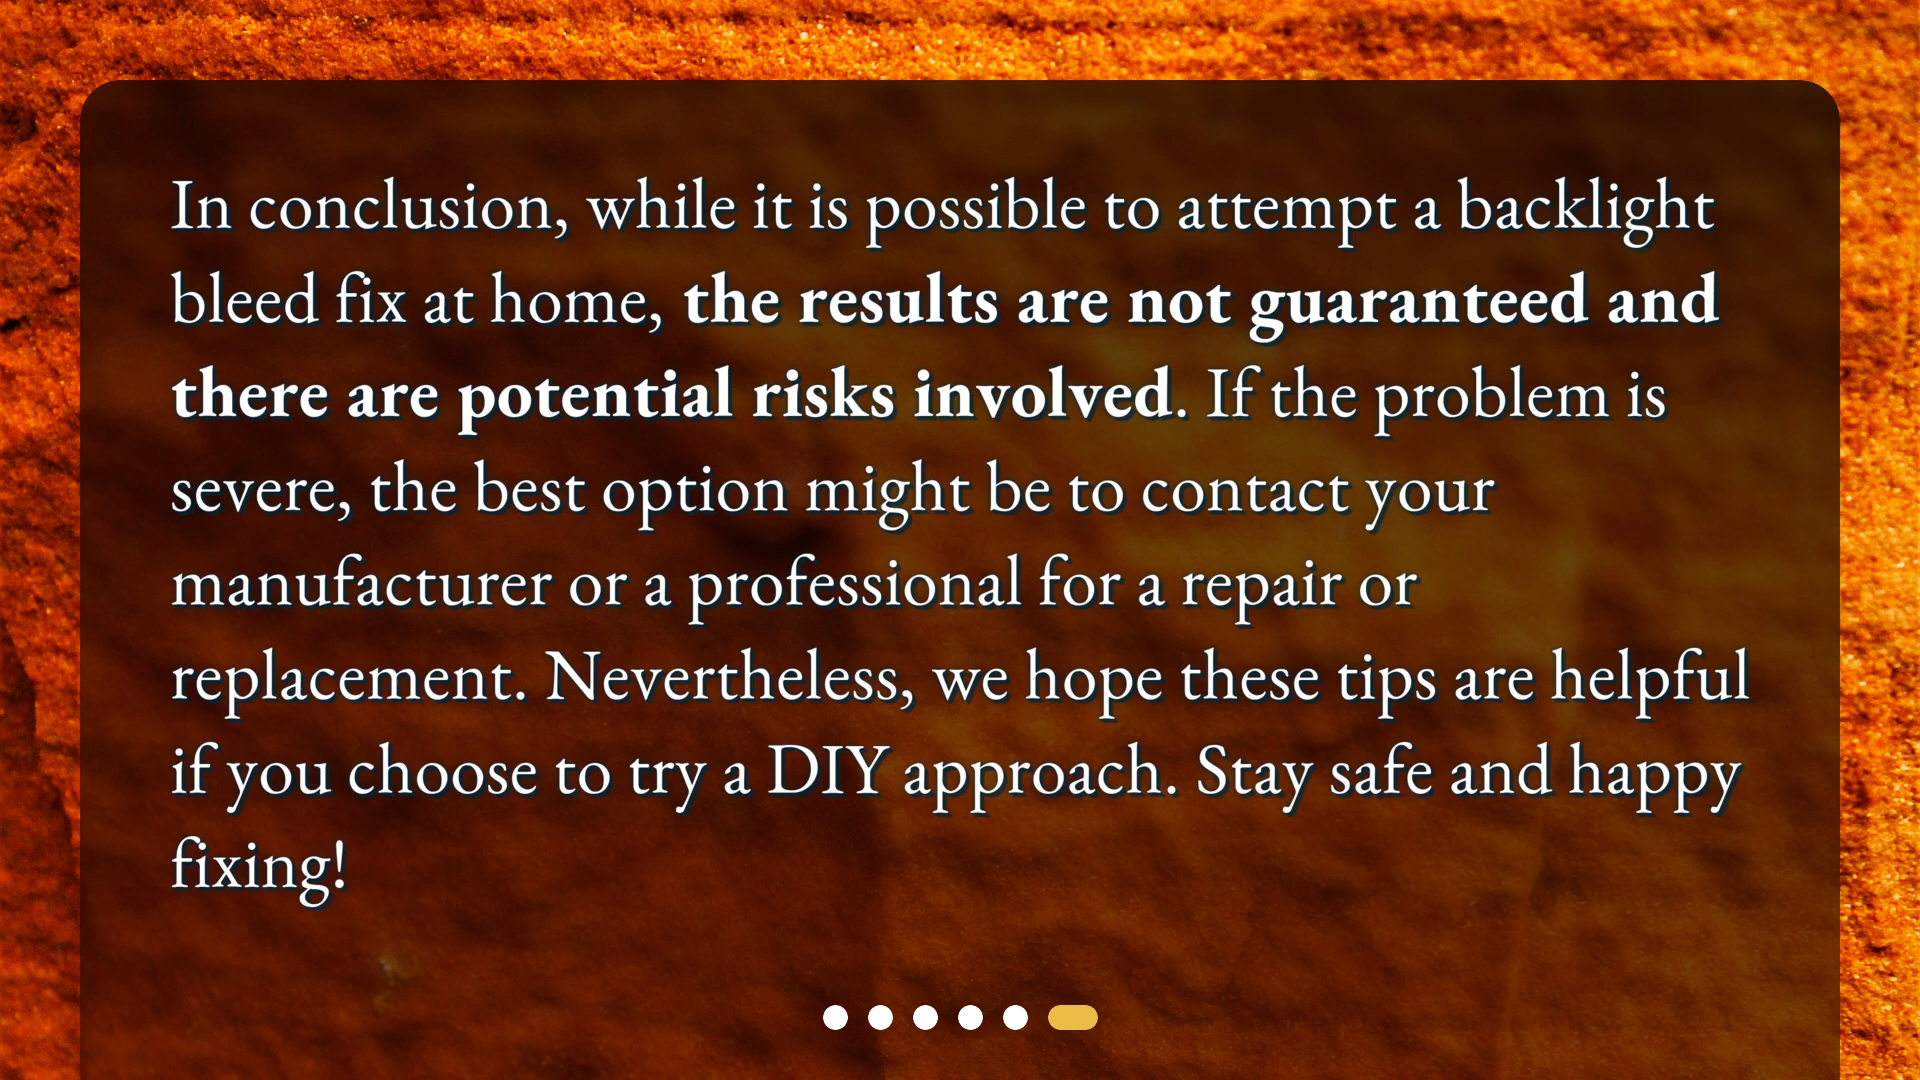 In conclusion, while it is possible to attempt a backlight
bleed fix at home, the results are not guaranteed and
there are potential risks involved. If the problem is
severe, the best option might be to contact your
manufacturer or a professional for a repair or
replacement. Nevertheless, we hope these tips are helpful
if you choose to try a DIY approach. Stay safe and happy
fixing!